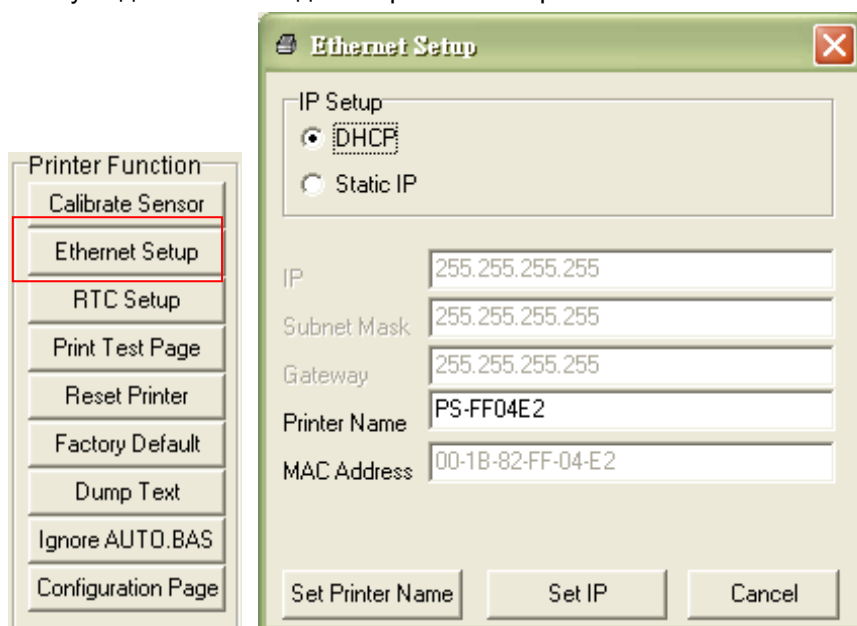 Printer Function
Calibrate Sensor
Ethernet Setup
RTC Setup
Print Test Page
Reset Printer
Factory Default
Dump Text
Ignore AUTO.BAS
Configuration Page
Ethernet Setup
IP Setup
DHCP
Static IP
IP 255.255.255.255
Subnet Mask 255.255.255.255
Gateway 255.255.255.255
Printer Name PS-FF04E2
MAC Address 00-1B-82-FF-04-E2
Set Printer Name Set IP Cancel